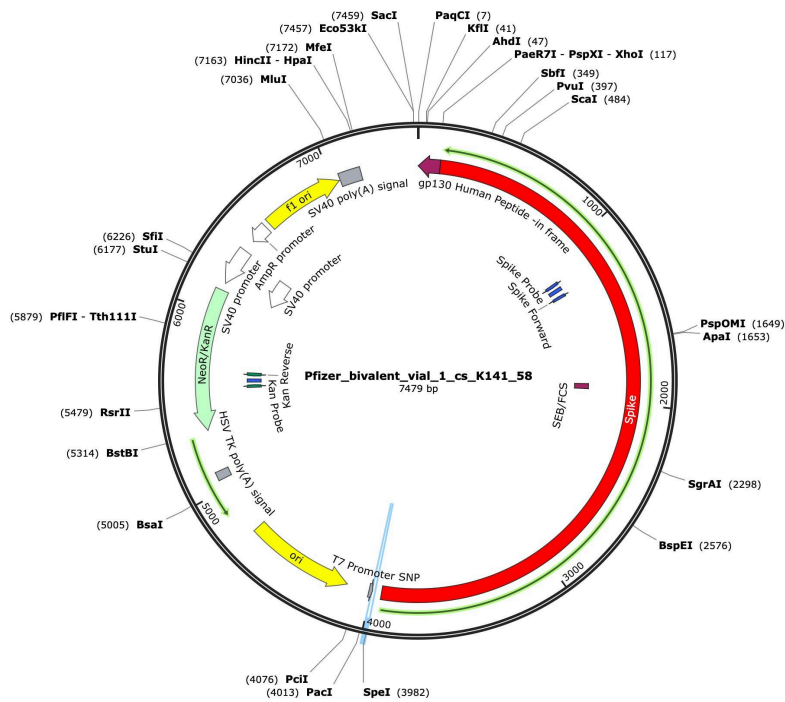 (7459) SacI
(7457) Eco53kI
(7172) MfeI
(7163) HincII - HpaI
(7036) MluI
PaqCI (7)
KflI (41)
AhdI (47)
PaeR7I - PspXI - XhoI (117)
SbfI (349)
PvuI (397)
ScaI (484)
7000
f1 ori
SV40 poly(A) signal
gp130 Human Peptide -in frame
1000
(6226) SfiI
(6177) StuI
AmpR promoter
SV40 promoter
SV40 promoter
Spike Probe
Spike Forward
6000
(5879) PflFI - Tth111I
PspOMI (1649)
ApaI (1653)
NeoR/KanR
Kan Reverse
Kan Probe
Pfizer_bivalent_vial_1_cs_K141_58
7479 bp
SEB/FCS
Spike
2000
(5479) RsrII
(5314) BstBI
HSV TK poly(A) signal
SgrAI (2298)
5000
(5005) BsaI
BspEI (2576)
ori
T7 Promoter SNP
3000
4000
(4076) PciI
(4013) PacI
SpeI (3982)